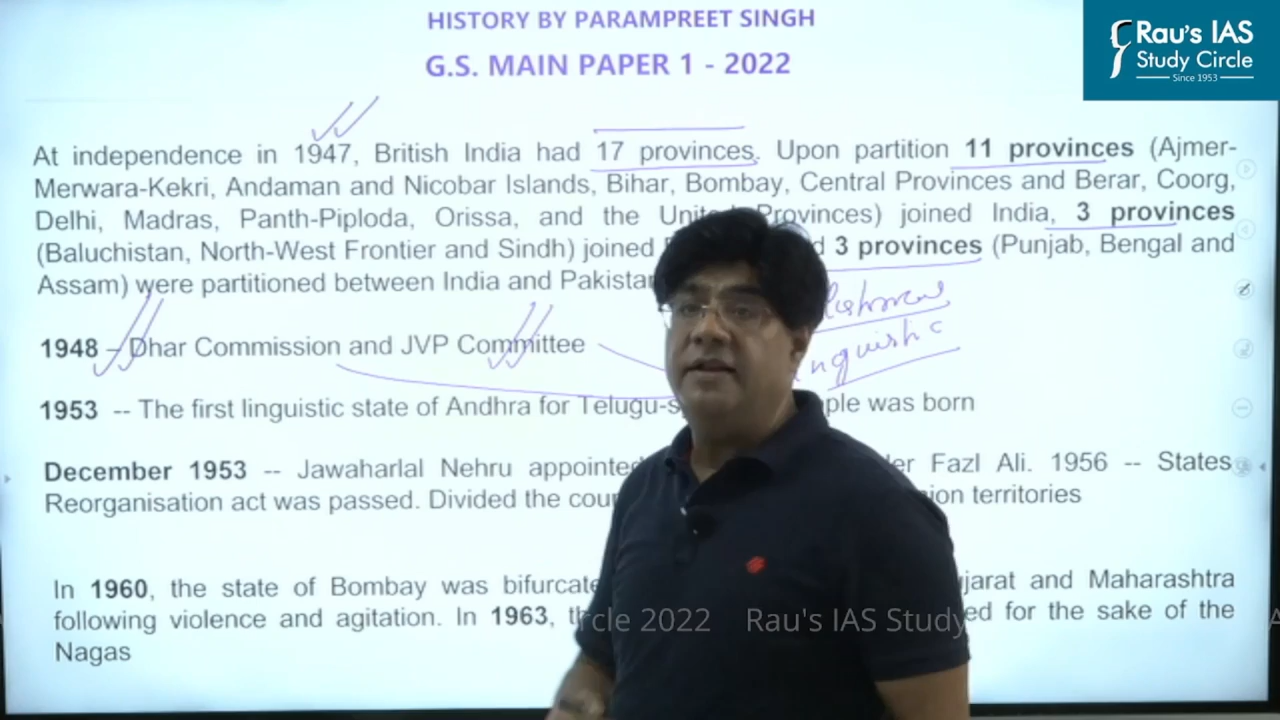 HISTORY BY PARAMPREET SINGH
G.S. MAIN PAPER 1 - 2022
Rau's IAS
Study Circle
Since 1953
At independence in 1947, British India had 17 provinces. Upon partition 11 provinces (Ajmer-
Merwara-Kekri, Andaman and Nicobar Islands, Bihar, Bombay, Central Provinces and Berar, Coorg,
Delhi, Madras, Panth-Piploda, Orissa, and the Provinces) joined India, 3 provinces
(Baluchistan, North-West Frontier and Sindh) joined 3 provinces (Punjab, Bengal and
Assam) were partitioned between India and
1948 – Dhar Commission and JVP Committee
1953 -- The first linguistic state of Andhra for was born
December 1953 -- Jawaharlal Nehru appointed Fazl Ali. 1956 -- States
Reorganisation act was passed. Divided the territories
In 1960, the state of Bombay was and Maharashtra
following violence and agitation. In 1963, for the sake of the
Nagas
cle 2022 Rau's IAS Study